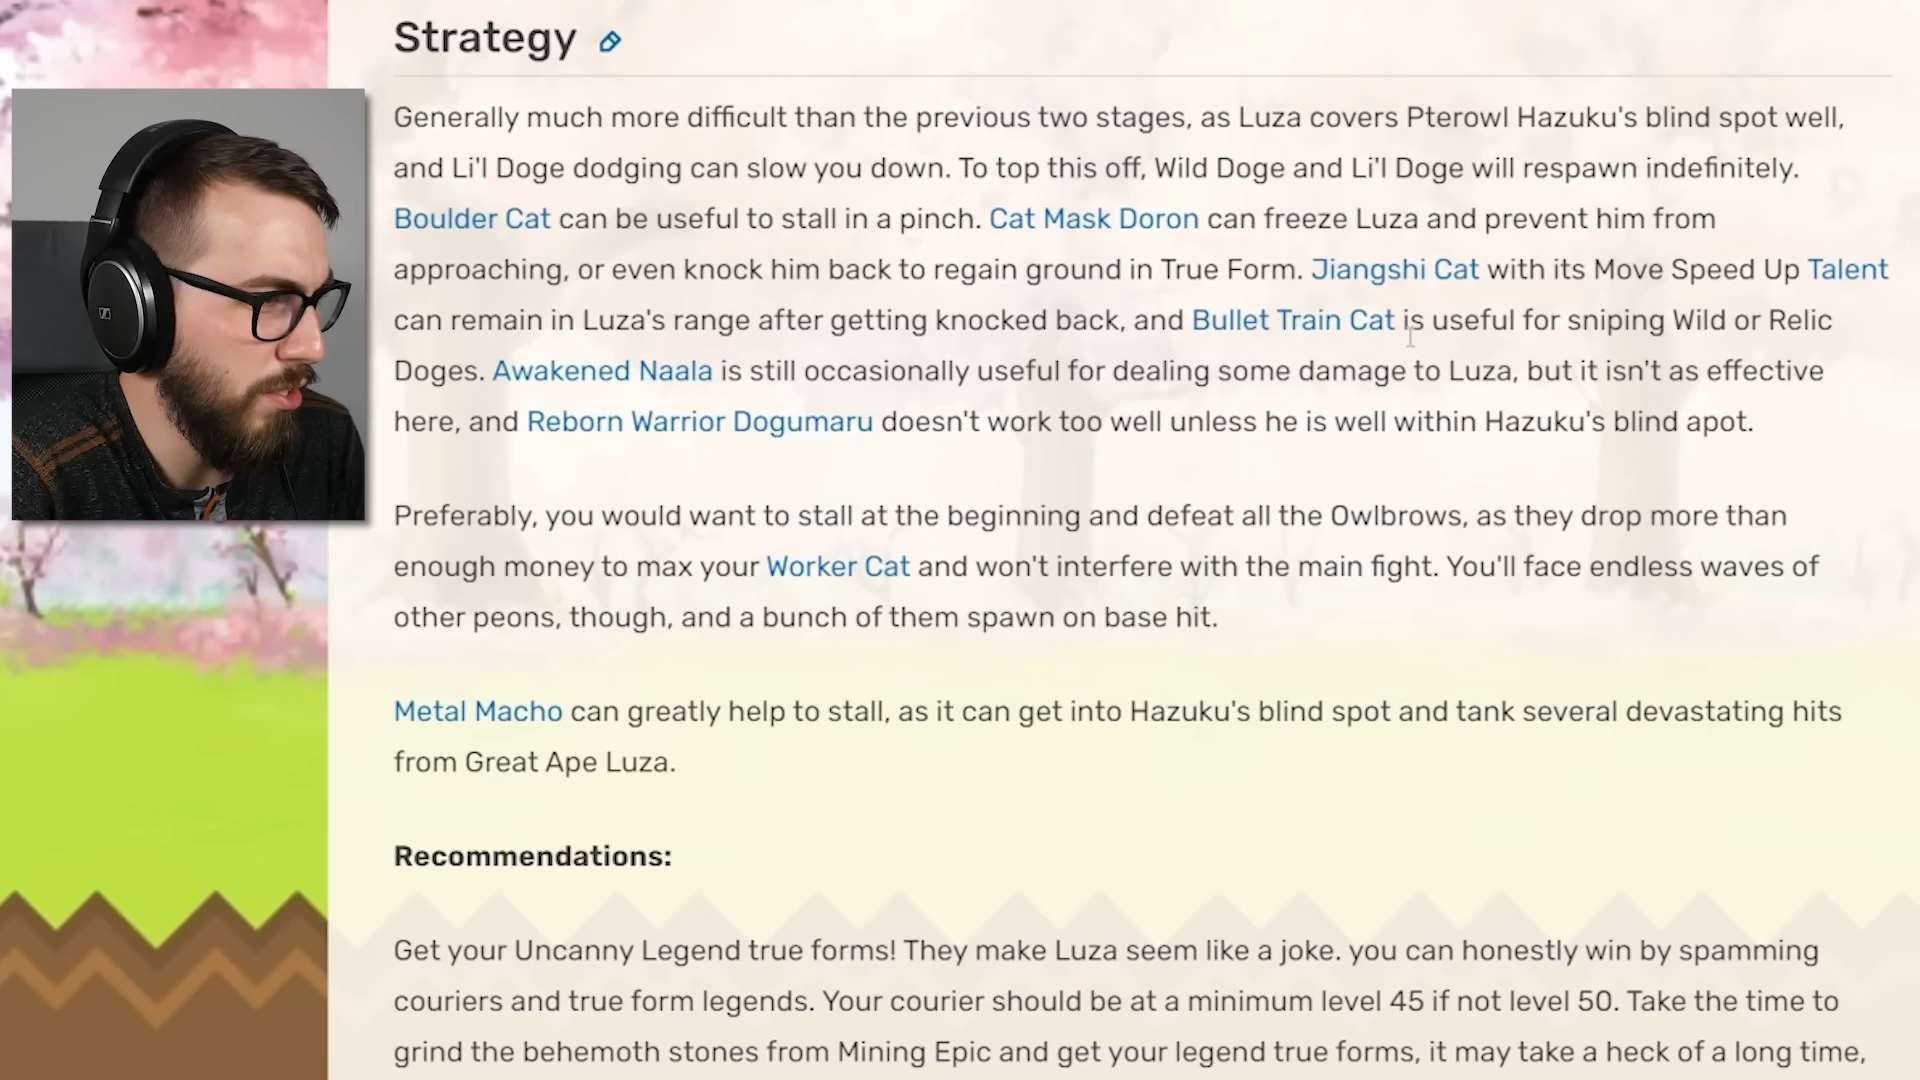 Strategy
Generally much more difficult than the previous two stages, as Luza covers Pterowl Hazuku's blind spot well,
and Li'l Doge dodging can slow you down. To top this off, Wild Doge and Li'l Doge will respawn indefinitely.
Boulder Cat can be useful to stall in a pinch. Cat Mask Doron can freeze Luza and prevent him from
approaching, or even knock him back to regain ground in True Form. Jiangshi Cat with its Move Speed Up Talent
can remain in Luza's range after getting knocked back, and Bullet Train Cat is useful for sniping Wild or Relic
Doges. Awakened Naala is still occasionally useful for dealing some damage to Luza, but it isn't as effective
here, and Reborn Warrior Dogumaru doesn't work too well unless he is well within Hazuku's blind apot.
Preferably, you would want to stall at the beginning and defeat all the Owlbrows, as they drop more than
enough money to max your Worker Cat and won't interfere with the main fight. You'll face endless waves of
other peons, though, and a bunch of them spawn on base hit.
Metal Macho can greatly help to stall, as it can get into Hazuku's blind spot and tank several devastating hits
from Great Ape Luza.
Recommendations:
Get your Uncanny Legend true forms! They make Luza seem like a joke. you can honestly win by spamming
couriers and true form legends. Your courier should be at a minimum level 45 if not level 50. Take the time to
grind the behemoth stones from Mining Epic and get your legend true forms, it may take a heck of a long time,